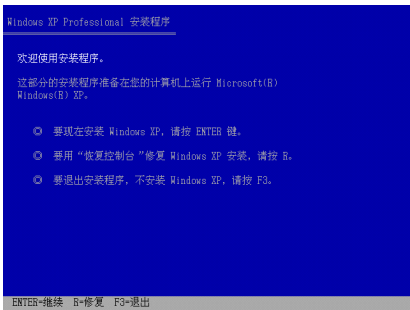 Windows XP Professional 安装程序
欢迎使用安装程序。
这部分的安装程序准备在您的计算机上运行 Microsoft(R)
Windows(R) XP。
◎ 要现在安装 Windows XP，请按 ENTER 键。
◎ 要用“恢复控制台”修复 Windows XP 安装，请按 R。
◎ 要退出安装程序，不安装 Windows XP，请按 F3。
ENTER=继续 R=修复 F3=退出